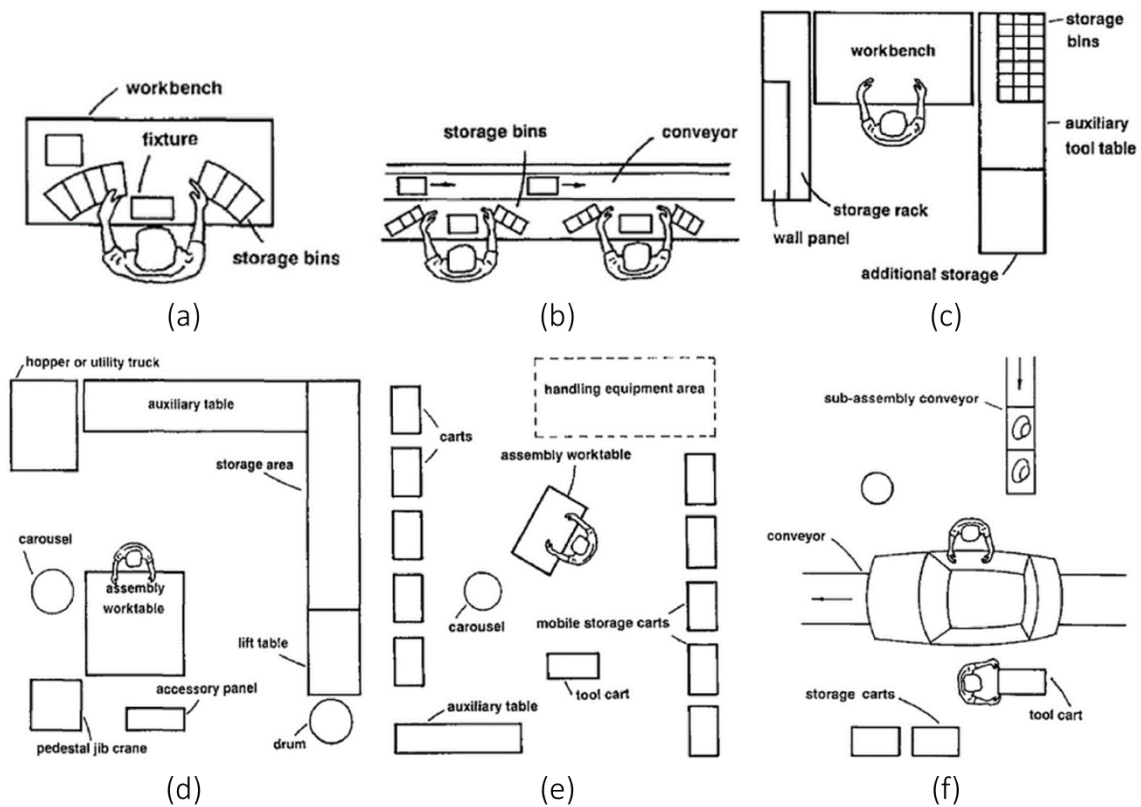 workbench
fixture
storage bins
(a)
storage bins
conveyor
(b)
workbench
storage
bins
auxiliary
tool table
storage rack
wall panel
additional storage
(c)
hopper or utility truck
auxiliary table
storage area
carousel
assembly
worktable
lift table
accessory panel
pedestal jib crane
drum
(d)
handling equipment area
carts
assembly worktable
carousel
mobile storage carts
tool cart
auxiliary table
(e)
sub-assembly conveyor
conveyor
storage carts
tool cart
(f)